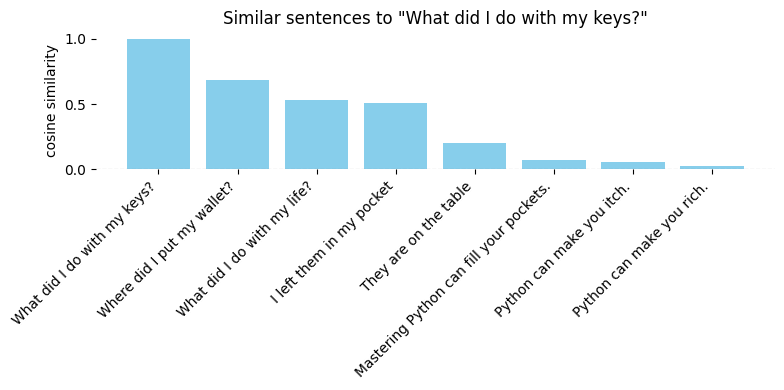 Similar sentences to "What did I do with my keys?"
cosine similarity
1.0
0.5
0.0
What did I do with my keys?
Where did I put my wallet?
What did I do with my life?
I left them in my pocket
They are on the table
Mastering Python can fill your pockets.
Python can make you itch.
Python can make you rich.